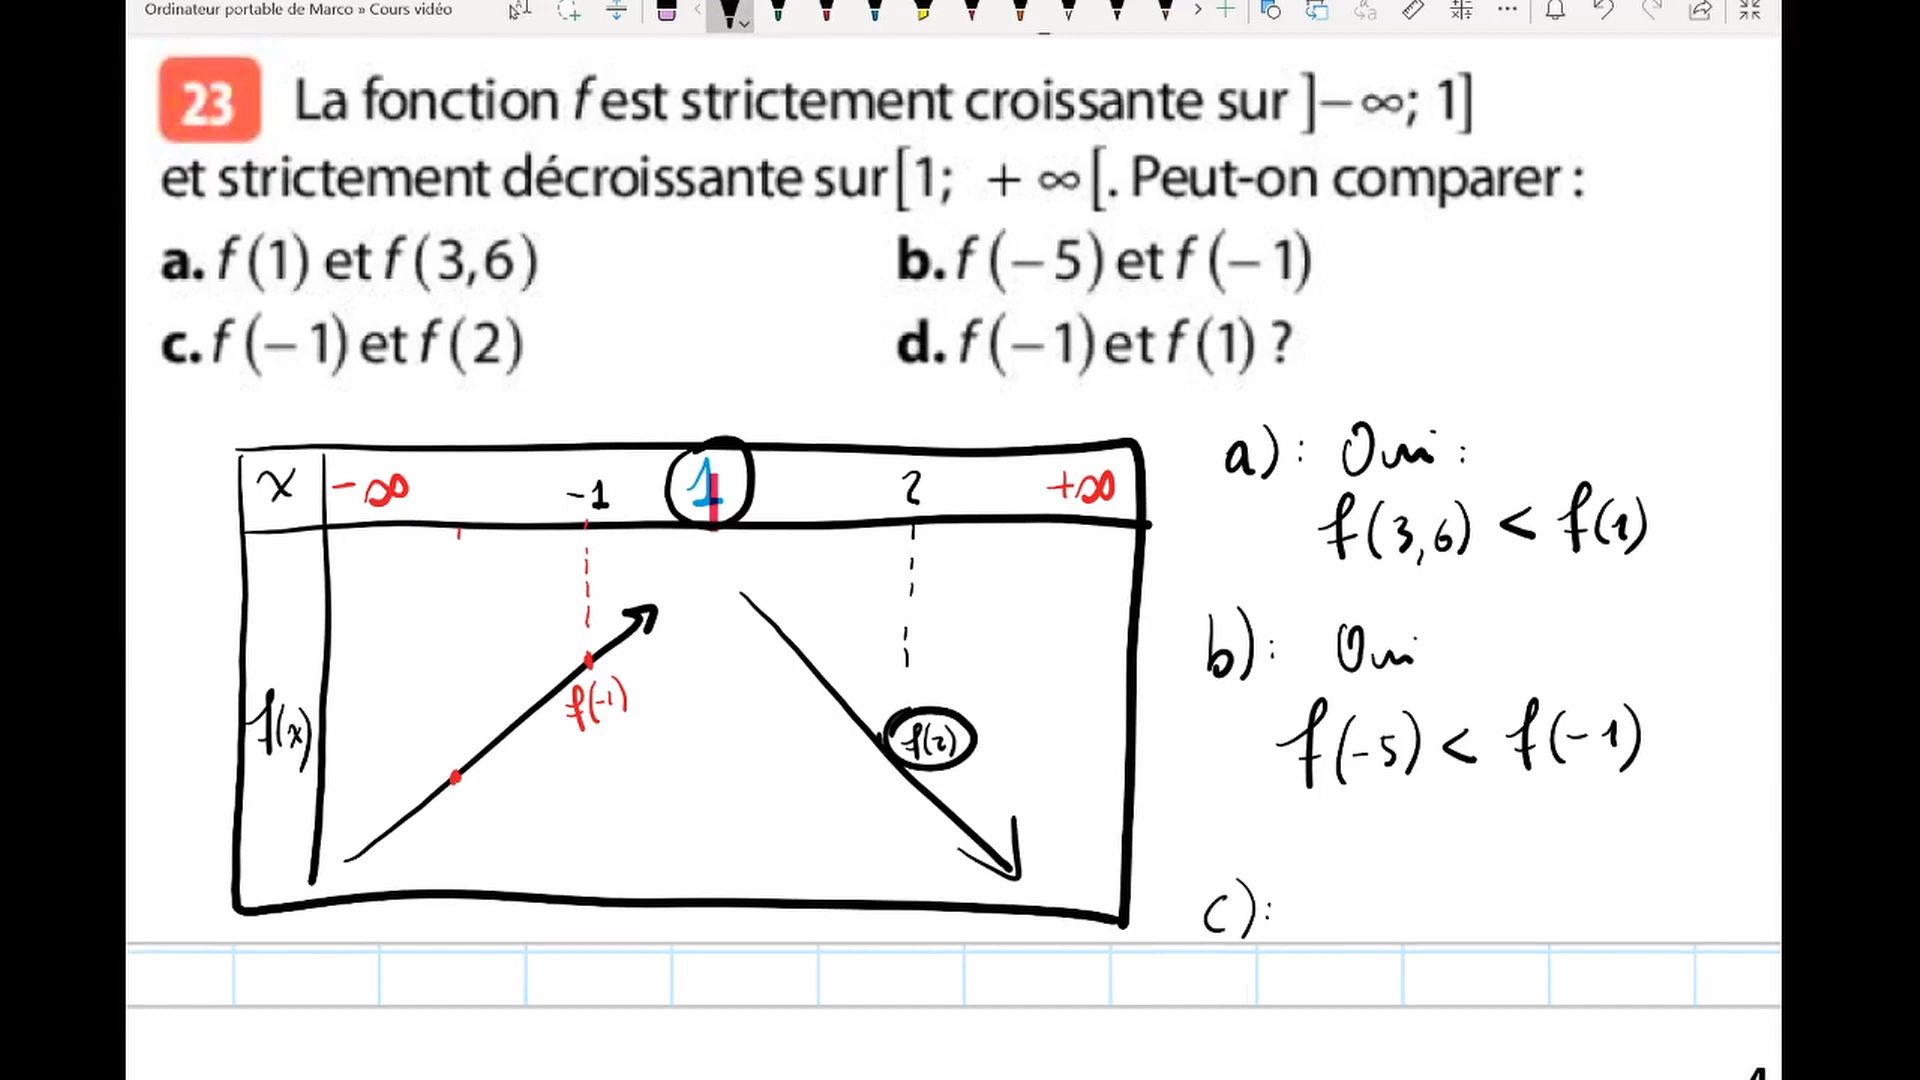 Ordinateur portable de Marco » Cours vidéo
23 La fonction f est strictement croissante sur ]−∞; 1]
et strictement décroissante sur [1; +∞[. Peut-on comparer :
a. f(1) et f(3,6) b. f(−5) et f(−1)
c. f(−1) et f(2) d. f(−1) et f(1) ?
x -∞ -1 1 2 +∞
f(x) f(-1) f(2)
a) : Oui :
f(3,6) < f(1)
b) : Oui
f(-5) < f(-1)
c) :